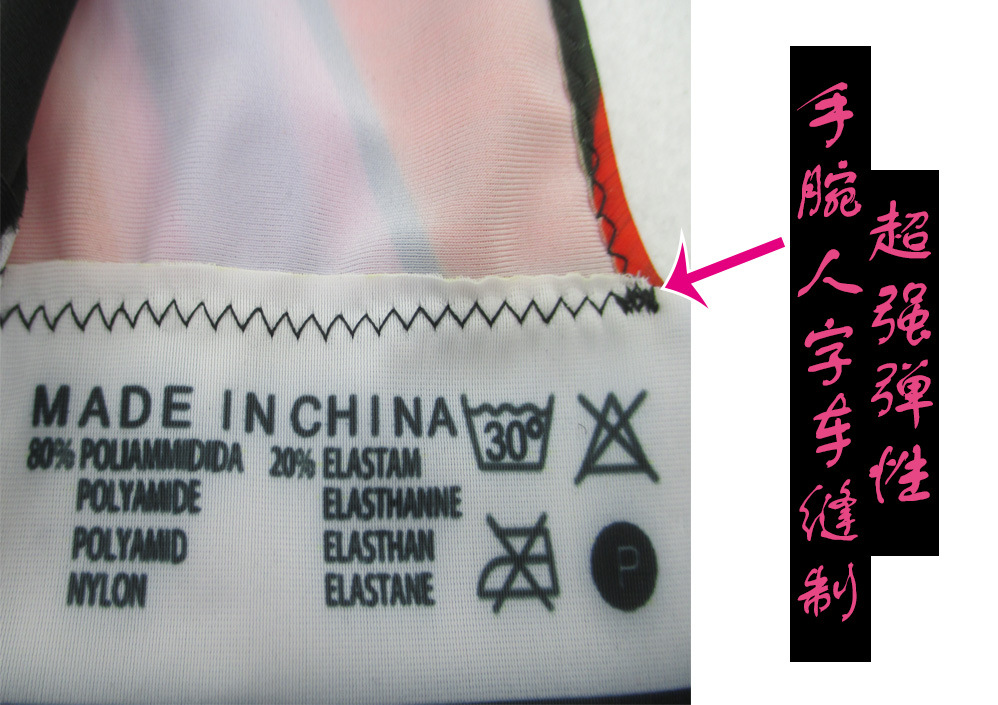 MADE IN CHINA
30°
80% POLIAMMIDIDA 20% ELASTAM
POLYAMIDE ELASTHANNE
POLYAMID ELASTHAN
NYLON ELASTANE
P
手腕人字车缝制
超强弹性